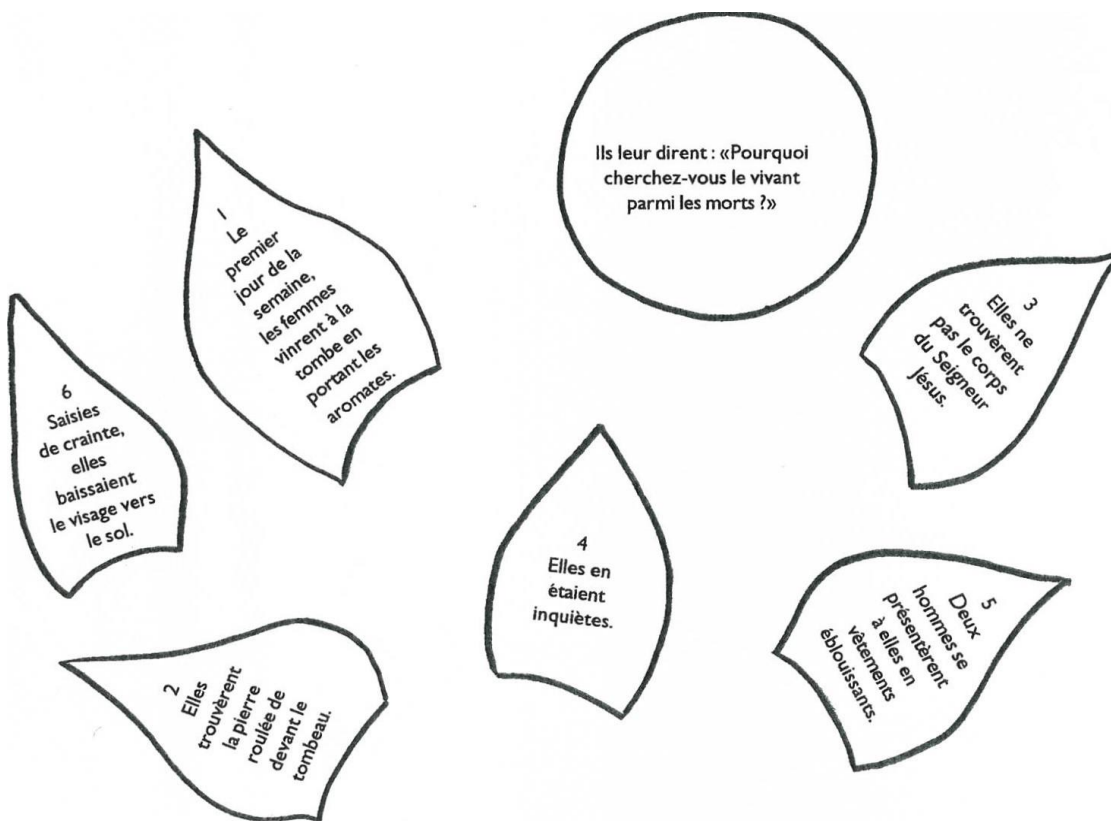 Ils leur dirent : «Pourquoi
cherchez-vous le vivant
parmi les morts ?»
1
Le
premier
jour de la
semaine,
les femmes
vinrent à la
tombe en
portant les
aromates.
2
Elles
trouvèrent
la pierre
roulée de
devant le
tombeau.
3
Elles ne
trouvèrent
pas le corps
du Seigneur
Jésus.
4
Elles en
étaient
inquiètes.
5
Deux
hommes se
présentèrent
à elles en
vètements
éblouissants.
6
Saisies
de crainte,
elles
baissaient
le visage vers
le sol.